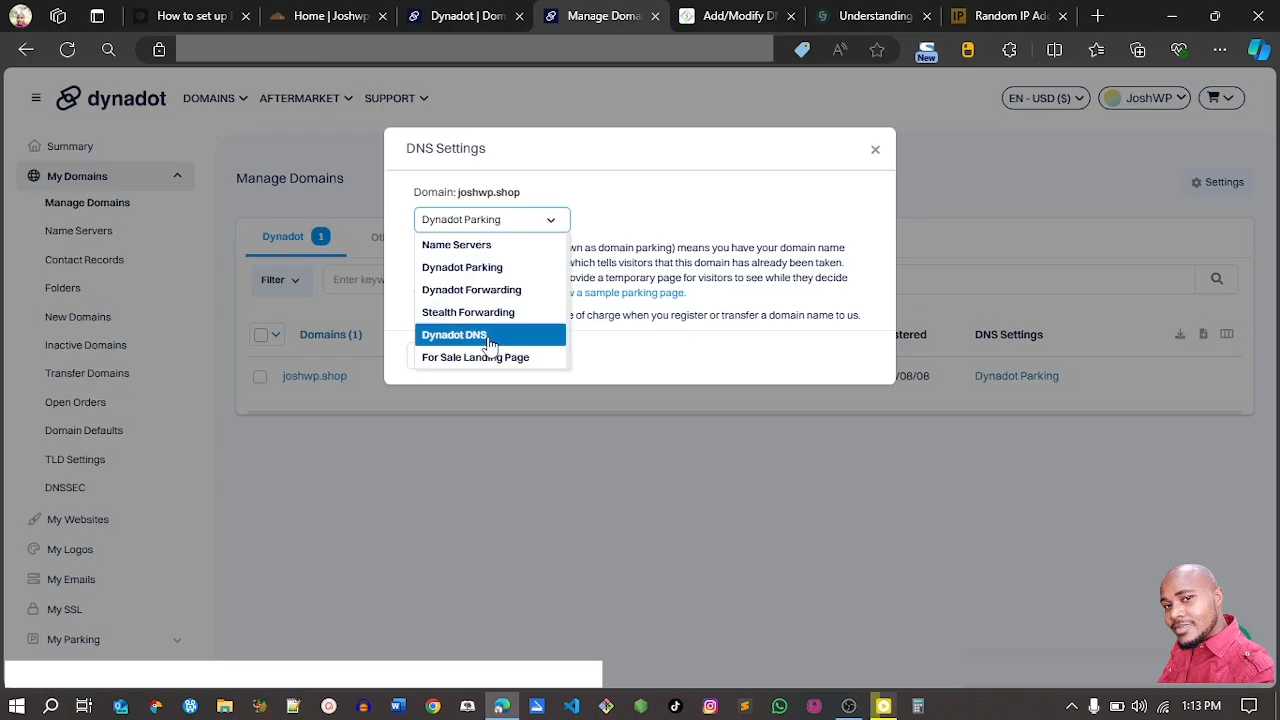 How to set up
Home | Joshwp
Dynadot | Dom
Manage Doma
Add/Modify DN
Understanding
Random IP Add
New
dynadot
DOMAINS
AFTERMARKET
SUPPORT
EN - USD ($)
JoshWP
Summary
My Domains
Manage Domains
Name Servers
Contact Records
Folders
New Domains
Inactive Domains
Transfer Domains
Open Orders
Domain Defaults
TLD Settings
DNSSEC
My Websites
My Logos
My Emails
My SSL
My Parking
Manage Domains
Settings
Dynadot 1
Filter
Enter keyw
Domains (1)
stered
DNS Settings
joshwp.shop
/08/08
Dynadot Parking
DNS Settings
Domain: joshwp.shop
Dynadot Parking
Name Servers
Dynadot Parking
Dynadot Forwarding
Stealth Forwarding
Dynadot DNS
For Sale Landing Page
wn as domain parking) means you have your domain name
which tells visitors that this domain has already been taken.
ovide a temporary page for visitors to see while they decide
w a sample parking page.
e of charge when you register or transfer a domain name to us.
1:13 PM